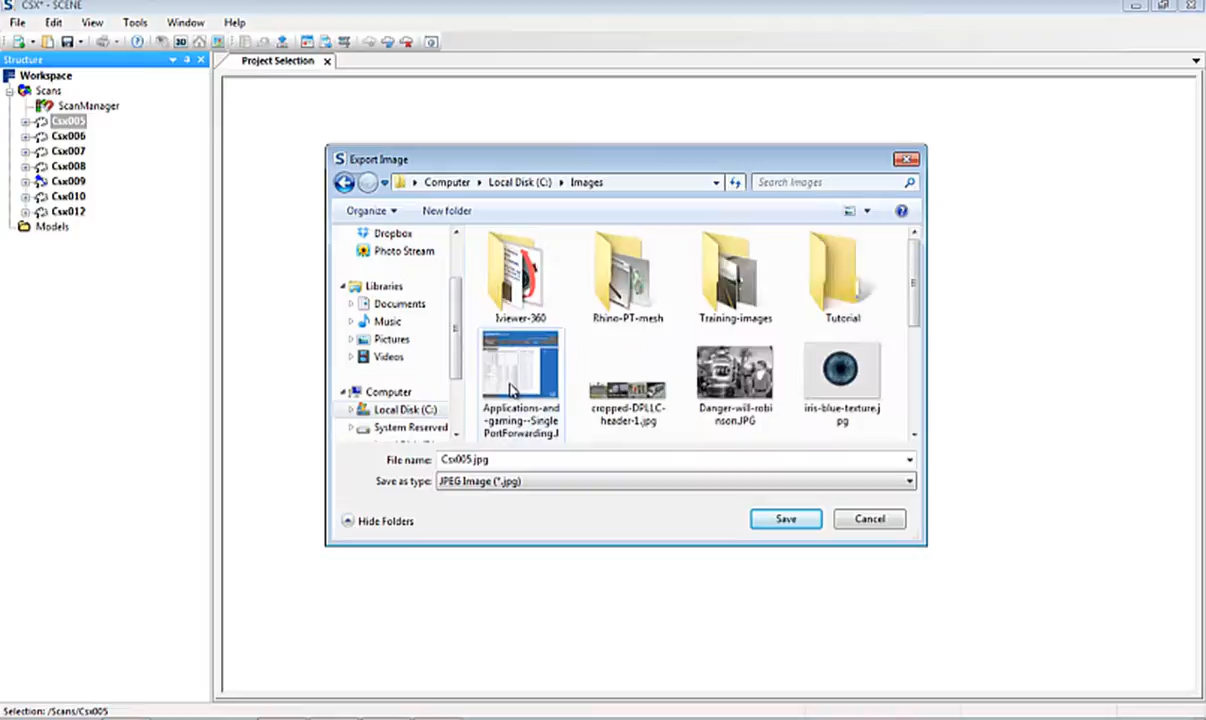 CSX* - SCENE
File Edit View Tools Window Help
Structure
Project Selection
Workspace
Scans
ScanManager
Csx005
Csx006
Csx007
Csx008
Csx009
Csx010
Csx012
Models
Export Image
Computer Local Disk (C:) Images
Search Images
Organize New folder
Dropbox
Photo Stream
Libraries
Documents
Music
Pictures
Videos
Computer
Local Disk (C:)
System Reserved
Iviewer-360
Rhino-PT-mesh
Training-images
Tutorial
Applications-and
-gaming--Single
PortForwarding.J
cropped-DPLLC-
header-1.jpg
Danger-will-robi
nson.JPG
iris-blue-texture.j
pg
File name: Csx005.jpg
Save as type: JPEG Image (*.jpg)
Hide Folders
Save
Cancel
Selection: /Scans/Csx005